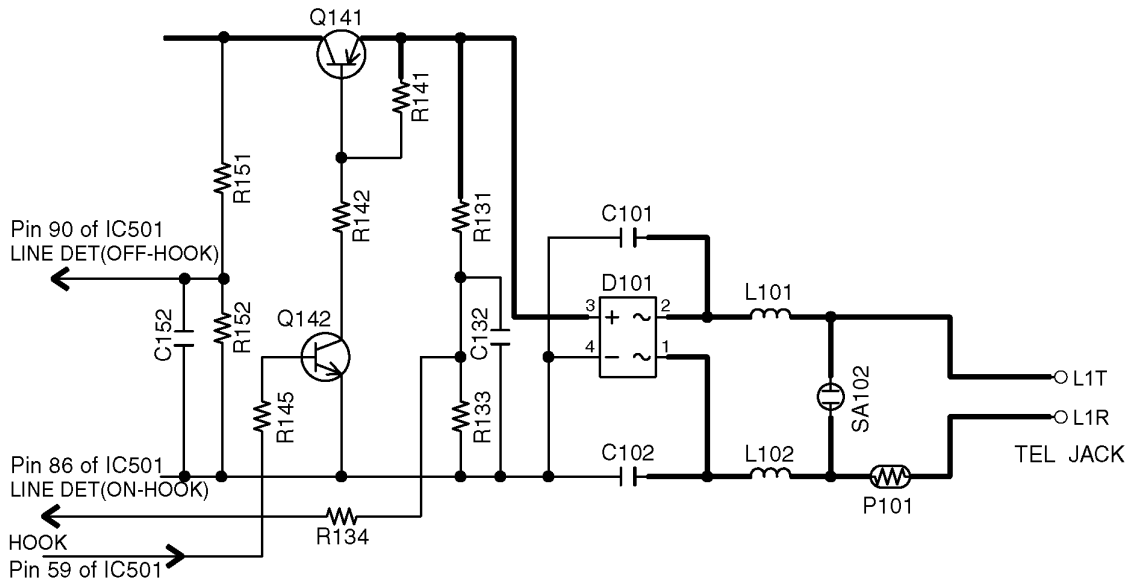 Q141
R141
R151
R142
R131
Pin 90 of IC501
LINE DET(OFF-HOOK)
C101
D101
3 + ~ 2
4 - ~ 1
L101
C152
R152
Q142
C132
R145
R133
SA102
L1T
L1R
TEL JACK
Pin 86 of IC501
LINE DET(ON-HOOK)
C102
L102
P101
R134
HOOK
Pin 59 of IC501